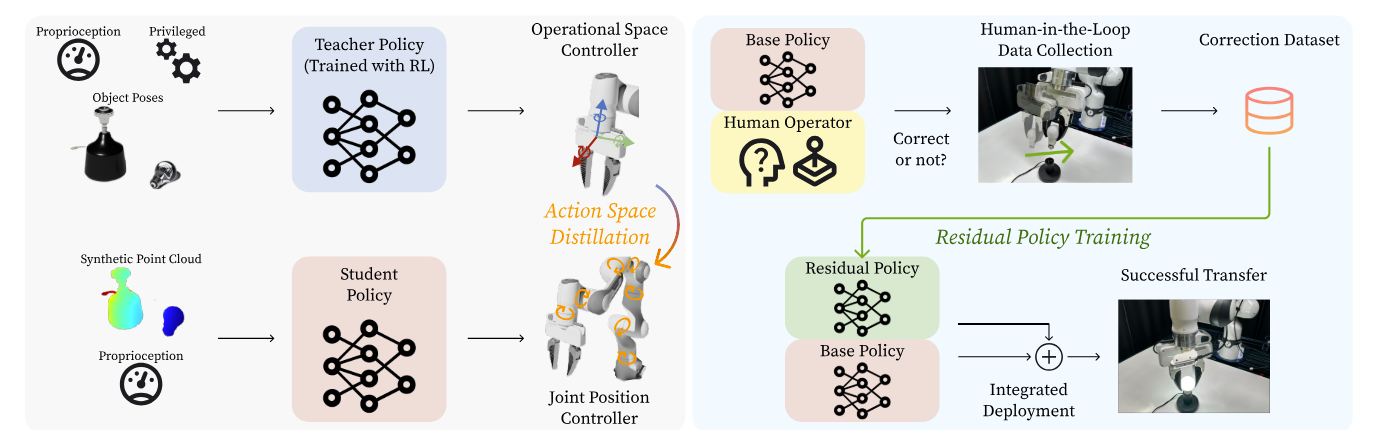 Proprioception
Privileged
Object Poses
Teacher Policy
(Trained with RL)
Operational Space
Controller
Action Space
Distillation
Synthetic Point Cloud
Proprioception
Student
Policy
Joint Position
Controller
Base Policy
Human Operator
?
Correct
or not?
Human-in-the-Loop
Data Collection
Correction Dataset
Residual Policy Training
Residual Policy
Base Policy
Integrated
Deployment
Successful Transfer